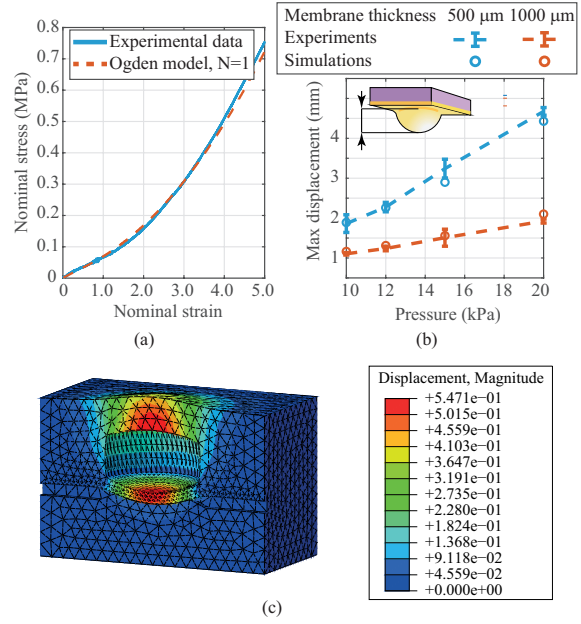 0.8
0.7
0.6
0.5
0.4
0.3
0.2
0.1
0
Nominal stress (MPa)
Experimental data
Ogden model, N=1
0 1.0 2.0 3.0 4.0 5.0
Nominal strain
(a)
Membrane thickness 500 μm 1000 μm
Experiments
Simulations
4
3
2
1
Max displacement (mm)
10 12 14 16 18 20
Pressure (kPa)
(b)
Displacement, Magnitude
+5.471e−01
+5.015e−01
+4.559e−01
+4.103e−01
+3.647e−01
+3.191e−01
+2.735e−01
+2.280e−01
+1.824e−01
+1.368e−01
+9.118e−02
+4.559e−02
+0.000e+00
(c)